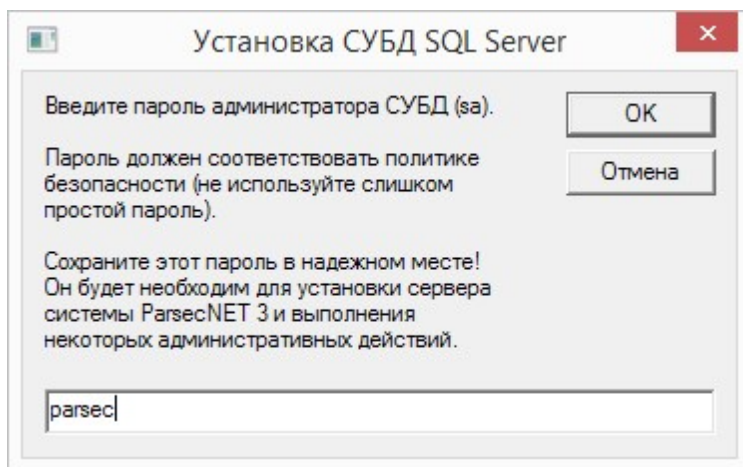 Установка СУБД SQL Server
Введите пароль администратора СУБД (sa).
OK
Пароль должен соответствовать политике
безопасности (не используйте слишком
простой пароль).
Отмена
Сохраните этот пароль в надежном месте!
Он будет необходим для установки сервера
системы ParsecNET 3 и выполнения
некоторых административных действий.
parsec